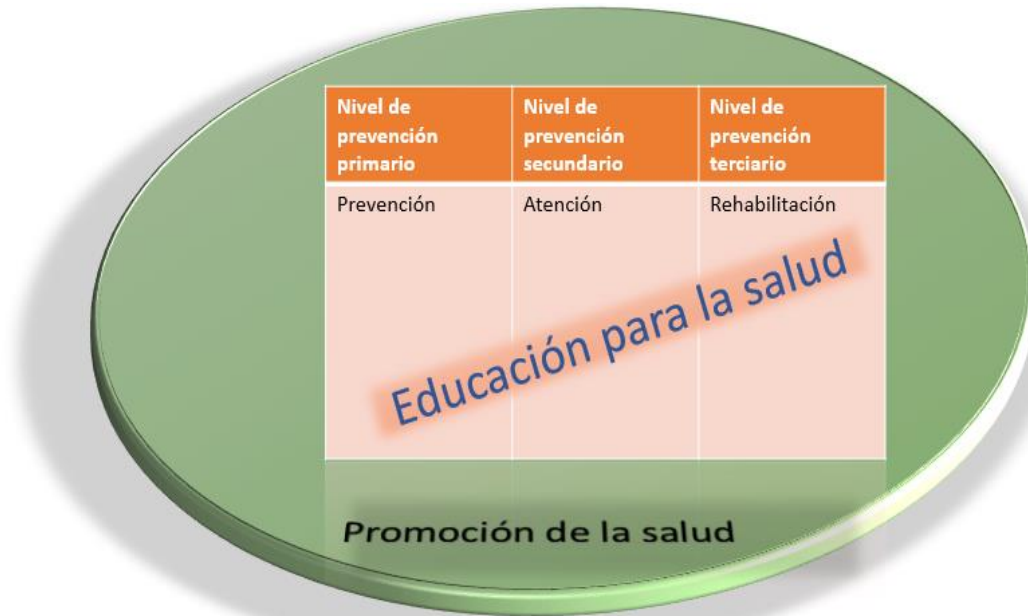 Nivel de
prevención
primario
Nivel de
prevención
secundario
Nivel de
prevención
terciario
Prevención
Atención
Rehabilitación
Educación para la salud
Promoción de la salud